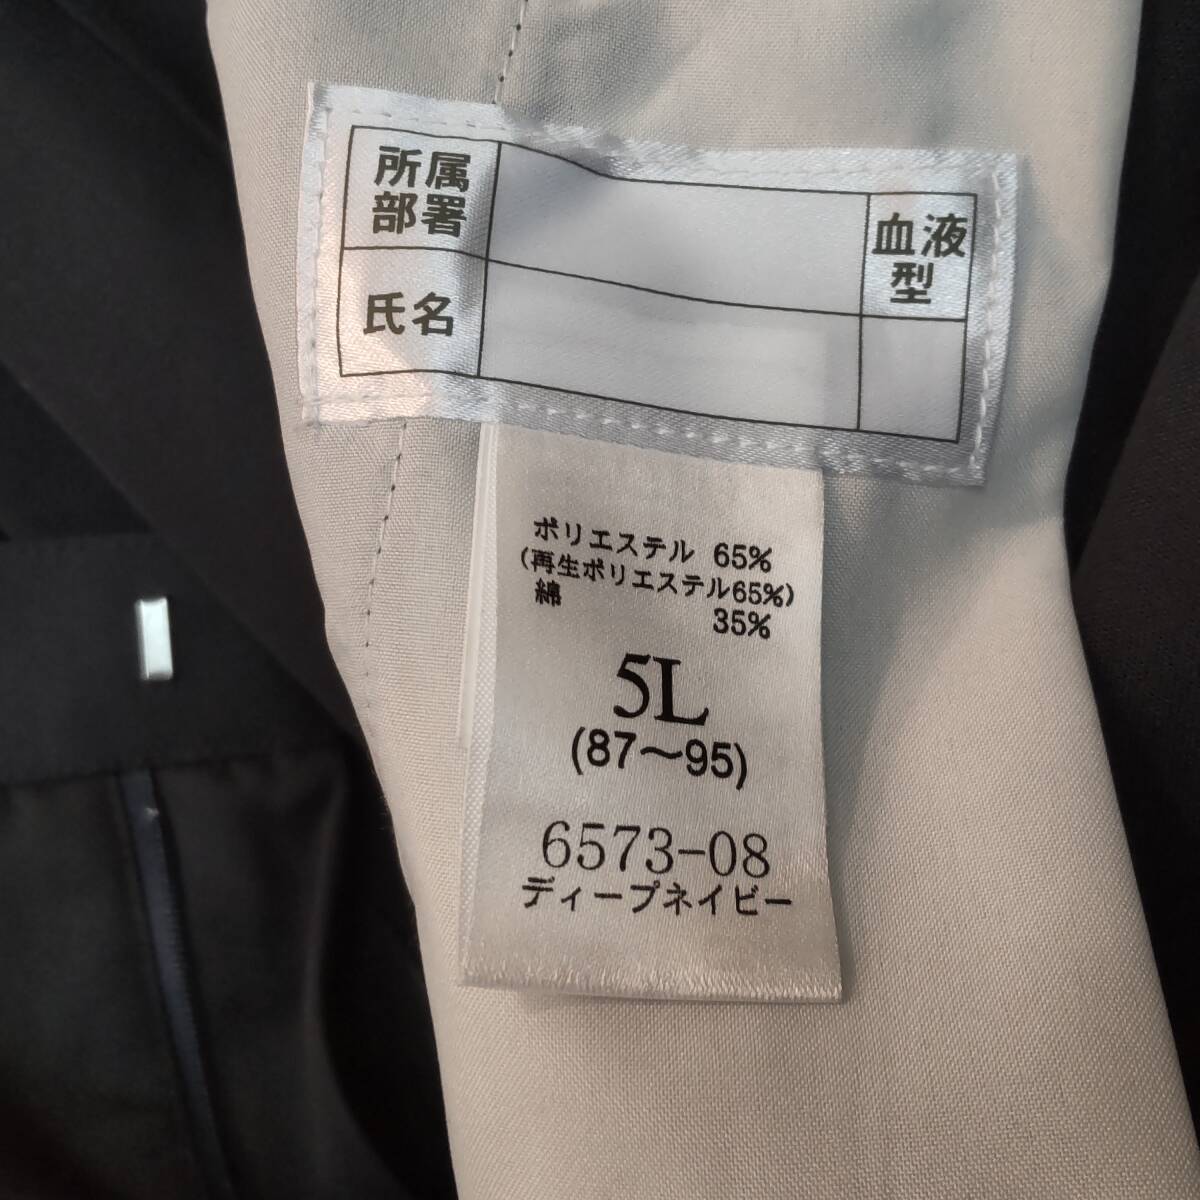 所属
部署
血液
型
氏名
ポリエステル 65%
(再生ポリエステル65%)
綿 35%
5L
(87～95)
6573-08
ディープネイビー